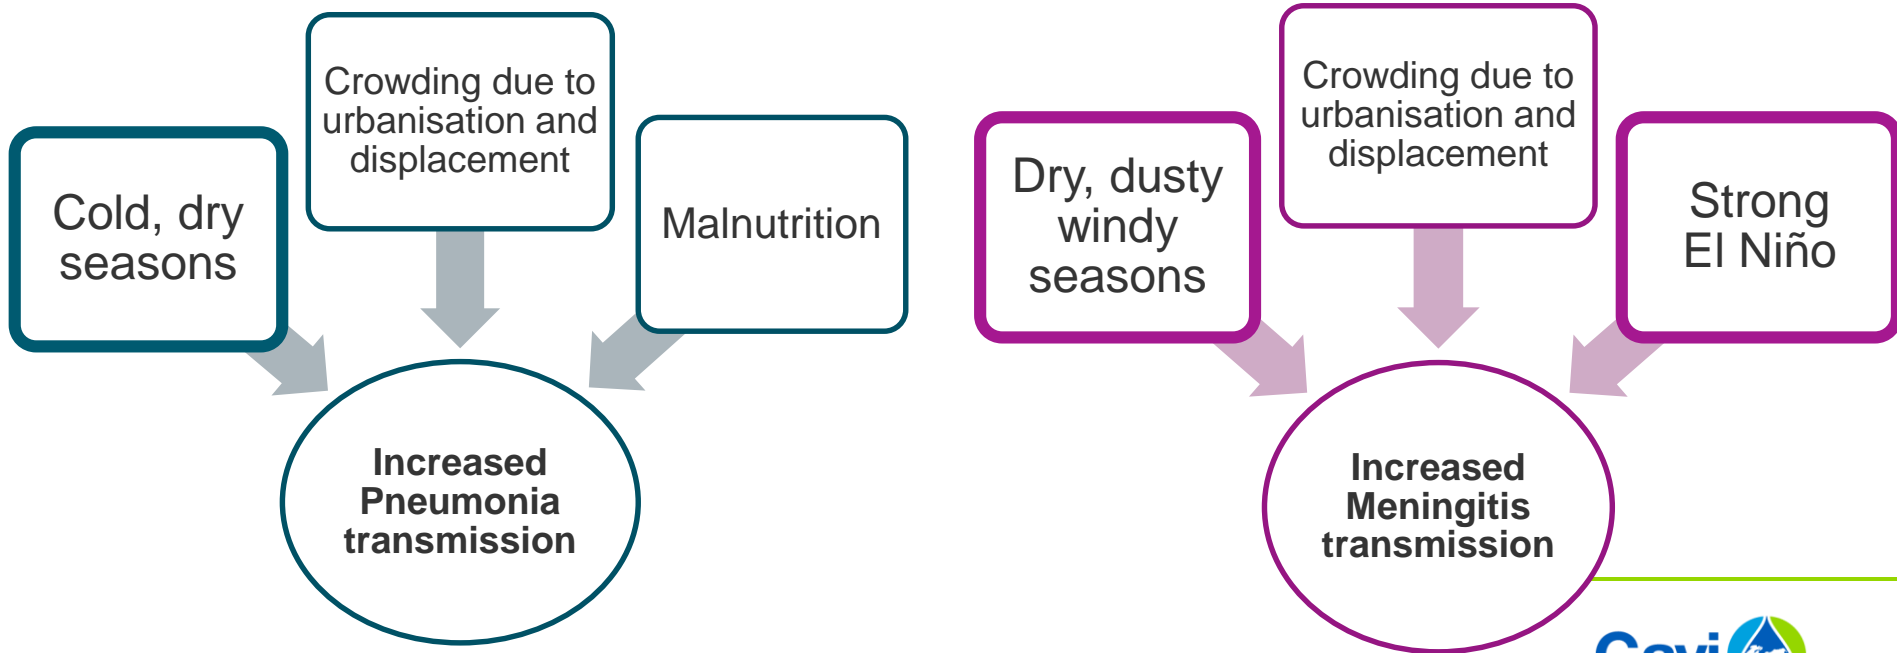 Crowding due to
urbanisation and
displacement
Cold, dry
seasons
Malnutrition
Increased
Pneumonia
transmission
Crowding due to
urbanisation and
displacement
Dry, dusty
windy
seasons
Strong
El Niño
Increased
Meningitis
transmission
Gavi